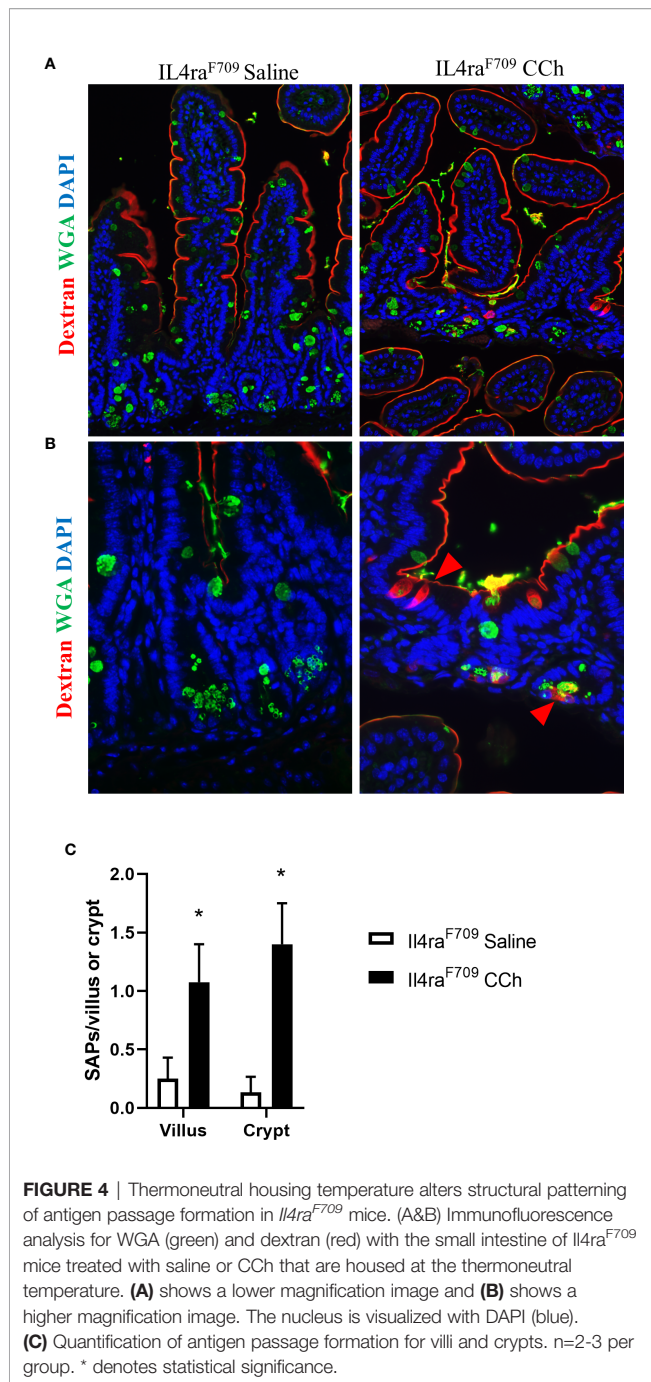 A
IL4ra^F709 Saline
IL4ra^F709 CCh
Dextran WGA DAPI
B
Dextran WGA DAPI
C
SAPs/villus or crypt
2.0
1.5
1.0
0.5
0.0
*
*
Villus
Crypt
Il4ra^F709 Saline
Il4ra^F709 CCh
FIGURE 4 | Thermoneutral housing temperature alters structural patterning
of antigen passage formation in Il4ra^F709 mice. (A&B) Immunofluorescence
analysis for WGA (green) and dextran (red) with the small intestine of Il4ra^F709
mice treated with saline or CCh that are housed at the thermoneutral
temperature. (A) shows a lower magnification image and (B) shows a
higher magnification image. The nucleus is visualized with DAPI (blue).
(C) Quantification of antigen passage formation for villi and crypts. n=2-3 per
group. * denotes statistical significance.